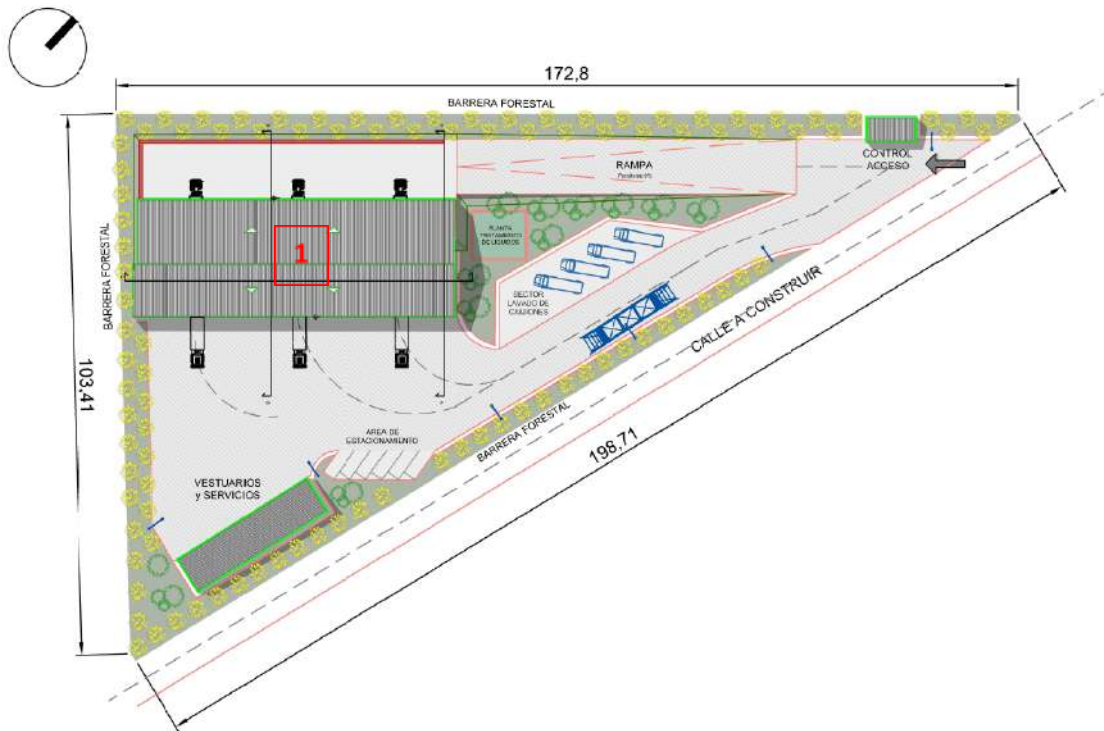 172,8
BARRERA FORESTAL
CONTROL
ACCESO
RAMPA
PLANTA
TRATAMIENTO
DE LIQUIDOS
1
BARRERA FORESTAL
SECTOR
LAVADO DE
CAMIONES
CALLE A CONSTRUIR
103,41
AREA DE
ESTACIONAMIENTO
BARRERA FORESTAL
198,71
VESTUARIOS
y SERVICIOS